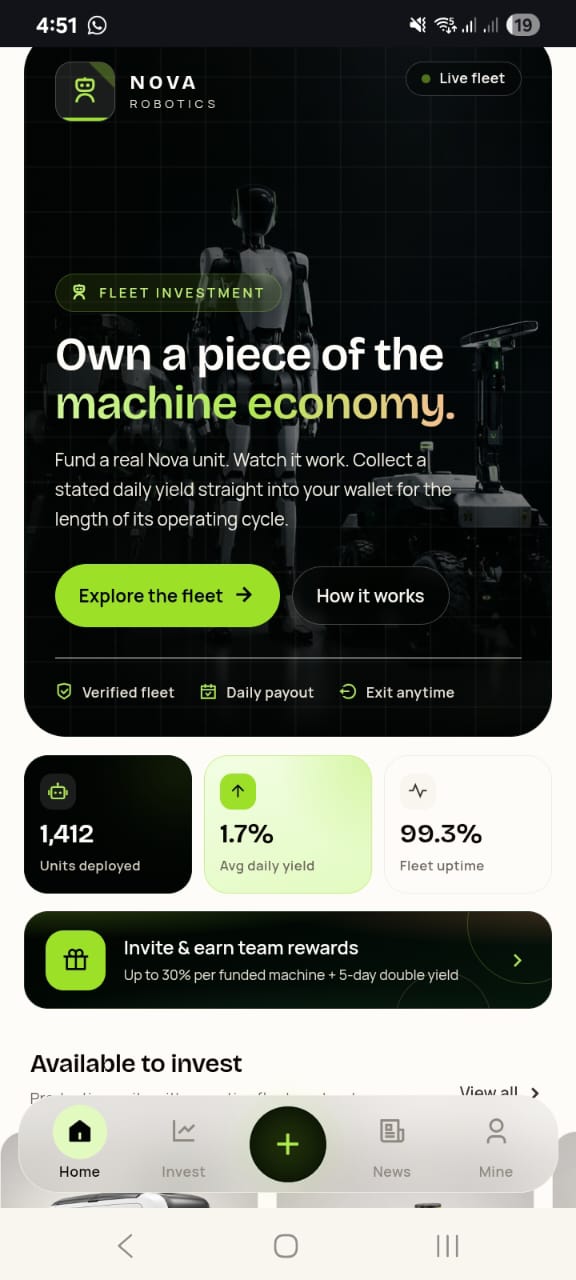 4:51
19
NOVA
ROBOTICS
Live fleet
FLEET INVESTMENT
Own a piece of the
machine economy.
Fund a real Nova unit. Watch it work. Collect a
stated daily yield straight into your wallet for the
length of its operating cycle.
Explore the fleet
How it works
Verified fleet
Daily payout
Exit anytime
1,412
Units deployed
1.7%
Avg daily yield
99.3%
Fleet uptime
Invite & earn team rewards
Up to 30% per funded machine + 5-day double yield
Available to invest
View all
Home
Invest
News
Mine